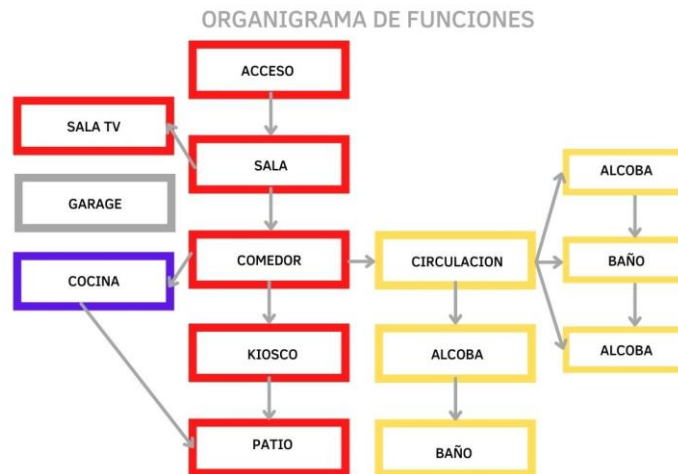 ORGANIGRAMA DE FUNCIONES
ACCESO
SALA TV
SALA
ALCOBA
GARAGE
COMEDOR
CIRCULACION
BAÑO
COCINA
KIOSCO
ALCOBA
ALCOBA
PATIO
BAÑO